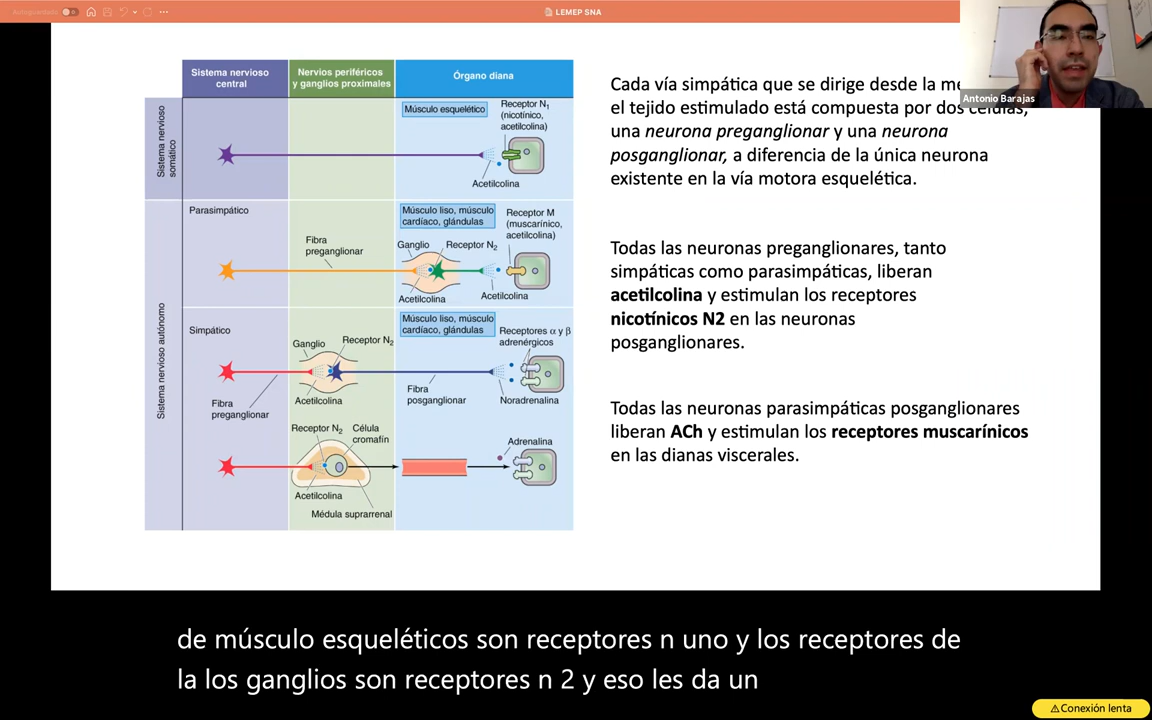 Autoguardado
LEMEP SNA
Sistema nervioso
central
Nervios periféricos
y ganglios proximales
Órgano diana
Sistema nervioso
somático
Músculo esquelético
Receptor N1
(nicotínico,
acetilcolina)
Acetilcolina
Sistema nervioso autónomo
Parasimpático
Fibra
preganglionar
Músculo liso, músculo
cardíaco, glándulas
Receptor M
(muscarínico,
acetilcolina)
Ganglio
Receptor N2
Acetilcolina
Acetilcolina
Simpático
Músculo liso, músculo
cardíaco, glándulas
Receptores α y β
adrenérgicos
Ganglio
Receptor N2
Fibra
preganglionar
Acetilcolina
Fibra
posganglionar
Noradrenalina
Receptor N2
Célula
cromafín
Adrenalina
Acetilcolina
Médula suprarrenal
Cada vía simpática que se dirige desde la
el tejido estimulado está compuesta por dos células,
una neurona preganglionar y una neurona
posganglionar, a diferencia de la única neurona
existente en la vía motora esquelética.
Todas las neuronas preganglionares, tanto
simpáticas como parasimpáticas, liberan
acetilcolina y estimulan los receptores
nicotínicos N2 en las neuronas
posganglionares.
Todas las neuronas parasimpáticas posganglionares
liberan ACh y estimulan los receptores muscarínicos
en las dianas viscerales.
Antonio Barajas
de músculo esqueléticos son receptores n uno y los receptores de
la los ganglios son receptores n 2 y eso les da un
Conexión lenta